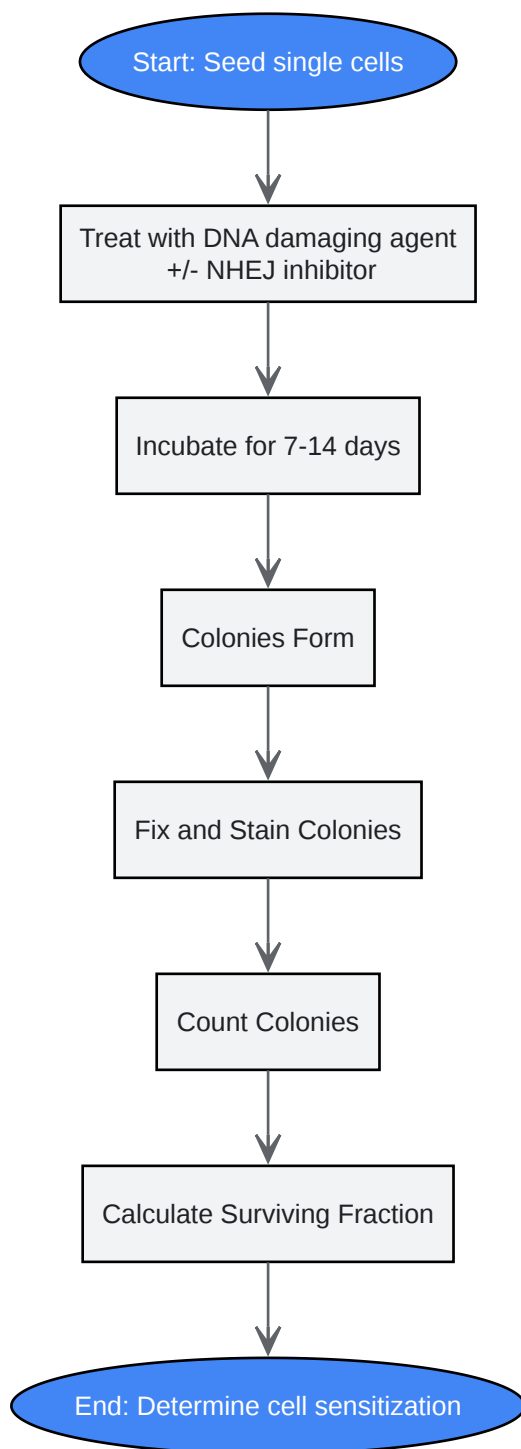 Start: Seed single cells
Treat with DNA damaging agent
+/- NHEJ inhibitor
Incubate for 7-14 days
Colonies Form
Fix and Stain Colonies
Count Colonies
Calculate Surviving Fraction
End: Determine cell sensitization